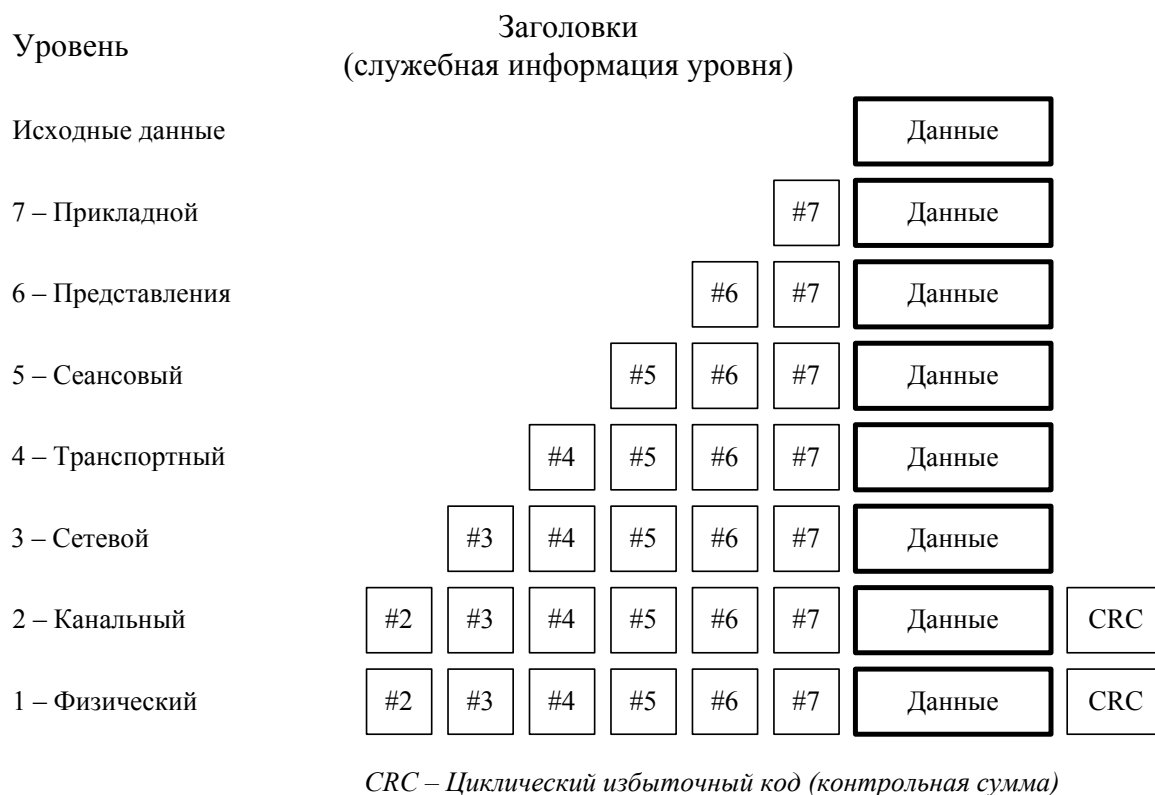 Уровень
Заголовки
(служебная информация уровня)
Исходные данные Данные
7 – Прикладной #7 Данные
6 – Представления #6 #7 Данные
5 – Сеансовый #5 #6 #7 Данные
4 – Транспортный #4 #5 #6 #7 Данные
3 – Сетевой #3 #4 #5 #6 #7 Данные
2 – Канальный #2 #3 #4 #5 #6 #7 Данные CRC
1 – Физический #2 #3 #4 #5 #6 #7 Данные CRC
CRC – Циклический избыточный код (контрольная сумма)